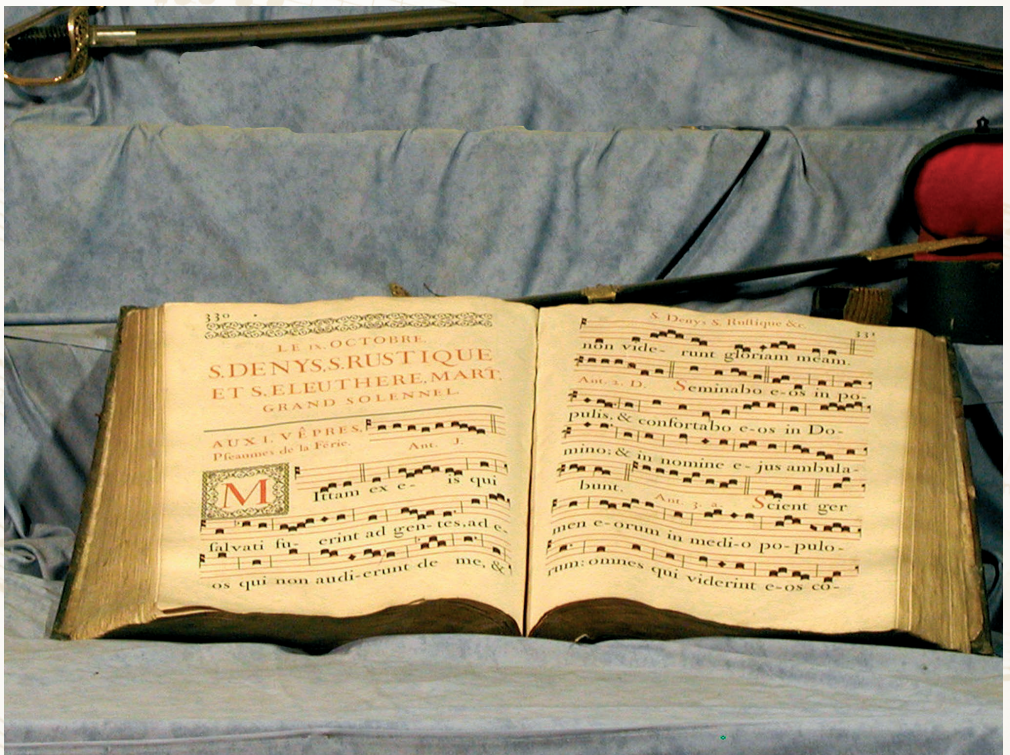 330
LE IX. OCTOBRE.
S. DENYS, S. RUSTIQUE
ET S. ELEUTHERE, MART.
GRAND SOLENNEL.
AUX I. VÊPRES,
Pseaumes de la Férie.
Ant. J.
MIttam ex e- is qui
salvati fu- erint ad gen-tes, ad e-
os qui non audi-erunt de me, &
S. Denys S. Rustique &c. 331
non vide- runt gloriam meam.
Ant. 2. D. Seminabo e-os in po-
pulis, & confortabo e-os in Do-
mino; & in nomine e-jus ambula-
bunt. Ant. 3. a. Scient ger
men e-orum in medi-o po-pulo-
rum: omnes qui viderint e-os co-